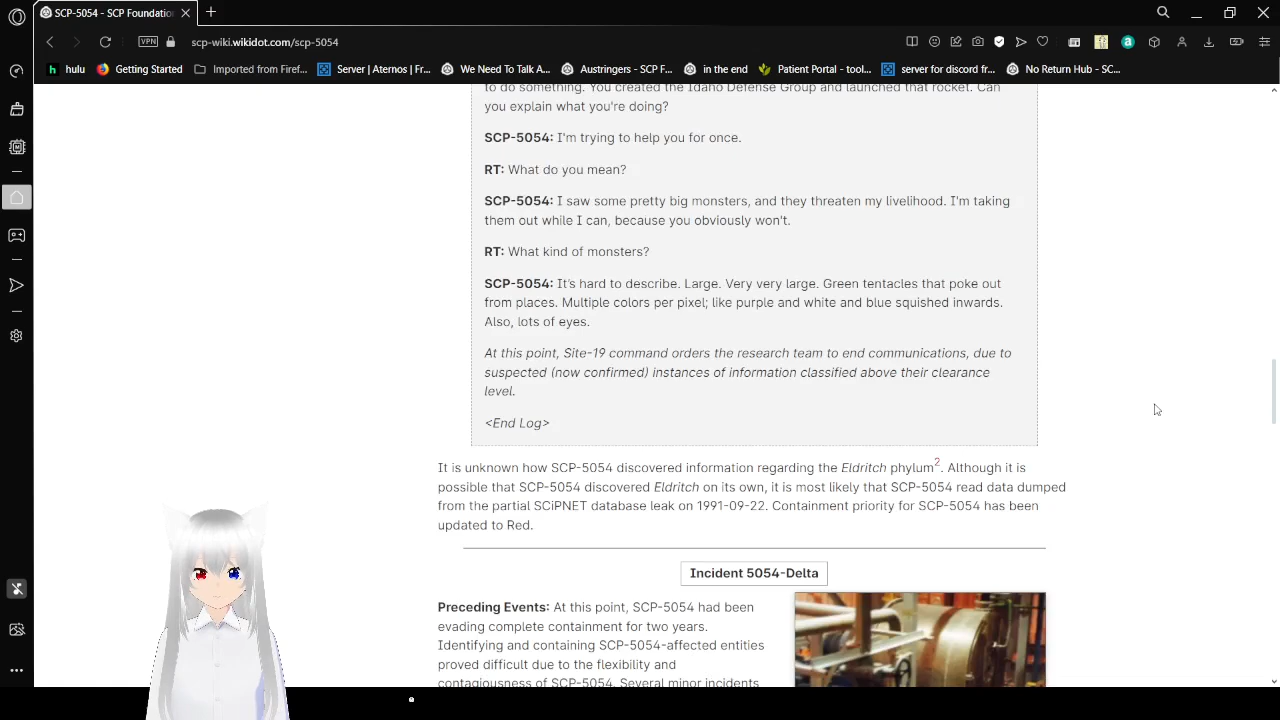 SCP-5054 - SCP Foundatio
scp-wiki.wikidot.com/scp-5054
VPN
hulu
Getting Started
Imported from Firef...
Server | Aternos | Fr...
We Need To Talk A...
Austringers - SCP F...
in the end
Patient Portal - tool...
server for discord fr...
No Return Hub - SC...
to do something. You created the Idaho Defense Group and launched that rocket. Can
you explain what you're doing?
SCP-5054: I'm trying to help you for once.
RT: What do you mean?
SCP-5054: I saw some pretty big monsters, and they threaten my livelihood. I'm taking
them out while I can, because you obviously won't.
RT: What kind of monsters?
SCP-5054: It's hard to describe. Large. Very very large. Green tentacles that poke out
from places. Multiple colors per pixel; like purple and white and blue squished inwards.
Also, lots of eyes.
At this point, Site-19 command orders the research team to end communications, due to
suspected (now confirmed) instances of information classified above their clearance
level.
<End Log>
It is unknown how SCP-5054 discovered information regarding the Eldritch phylum2. Although it is
possible that SCP-5054 discovered Eldritch on its own, it is most likely that SCP-5054 read data dumped
from the partial SCiPNET database leak on 1991-09-22. Containment priority for SCP-5054 has been
updated to Red.
Incident 5054-Delta
Preceding Events: At this point, SCP-5054 had been
evading complete containment for two years.
Identifying and containing SCP-5054-affected entities
proved difficult due to the flexibility and
contagiousness of SCP-5054. Several minor incidents